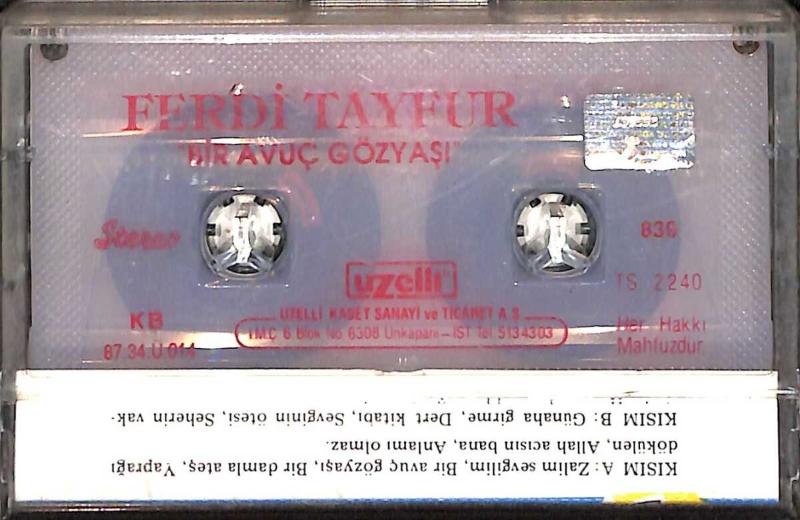 FERDİ TAYFUR
"BİR AVUÇ GÖZYAŞI"
Stereo
836
uzelli
TS 2240
UZELLİ KASET SANAYİ ve TİCARET A.Ş.
KB
İ.M.Ç 6. Blok No 6308 Unkapanı-İST Tel 5134303
Her Hakkı
87 34 Ü 014
Mahfuzdur.
KISIM A: Zalim sevgilim, Bir avuç gözyaşı, Bir damla ateş, Yaprağı
dökülen, Allah acısın bana, Anlamı olmaz.
KISIM B: Günaha girme, Dert kitabı, Sevginin ötesi, Seherin vak-